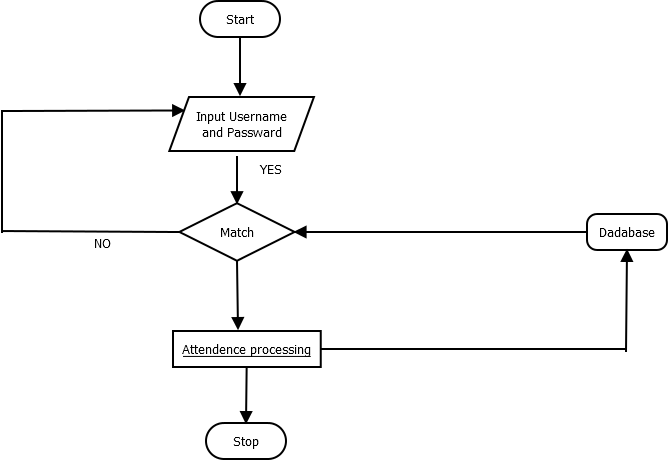 Start
Input Username
and Passward
YES
Match
Dadabase
NO
Attendence processing
Stop